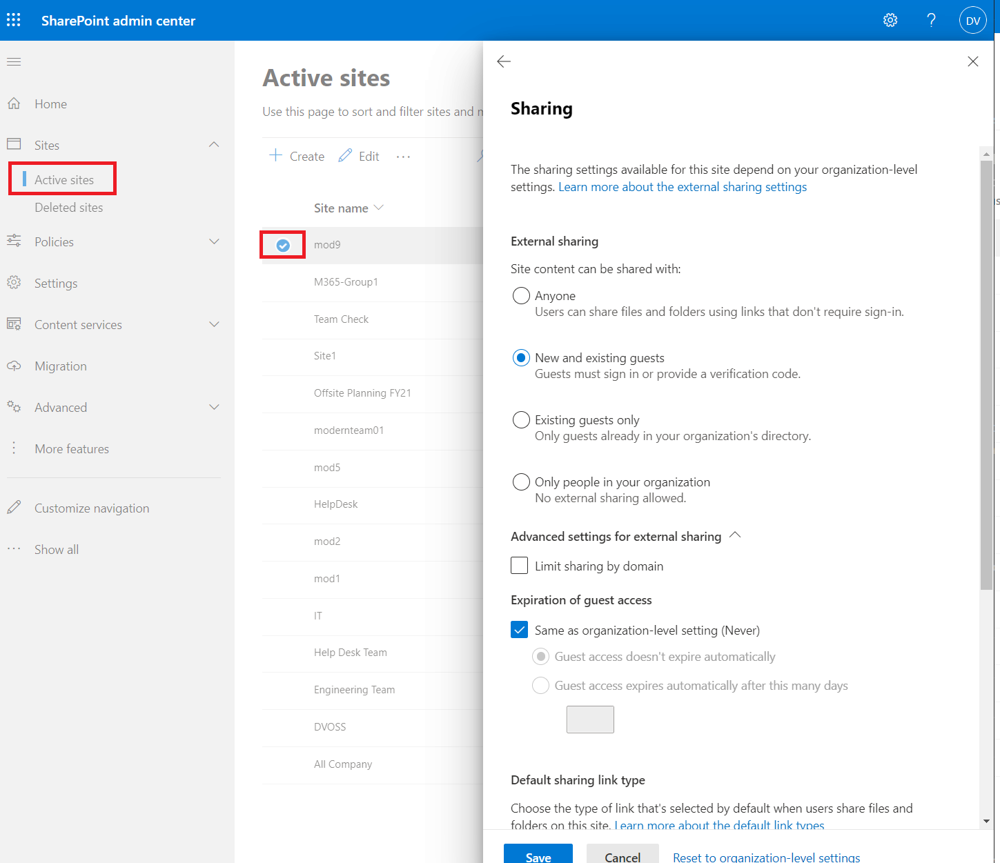 SharePoint admin center
DV
Home
Sites
Active sites
Deleted sites
Policies
Settings
Content services
Migration
Advanced
More features
Customize navigation
Show all
Active sites
Use this page to sort and filter sites and
Create
Edit
Site name
mod9
M365-Group1
Team Check
Site1
Offsite Planning FY21
modernteam01
mod5
HelpDesk
mod2
mod1
IT
Help Desk Team
Engineering Team
DVOSS
All Company
Sharing
The sharing settings available for this site depend on your organization-level
settings. Learn more about the external sharing settings
External sharing
Site content can be shared with:
Anyone
Users can share files and folders using links that don't require sign-in.
New and existing guests
Guests must sign in or provide a verification code.
Existing guests only
Only guests already in your organization's directory.
Only people in your organization
No external sharing allowed.
Advanced settings for external sharing
Limit sharing by domain
Expiration of guest access
Same as organization-level setting (Never)
Guest access doesn't expire automatically
Guest access expires automatically after this many days
Default sharing link type
Choose the type of link that's selected by default when users share files and
folders on this site. Learn more about the default link types
Save
Cancel
Reset to organization-level settings